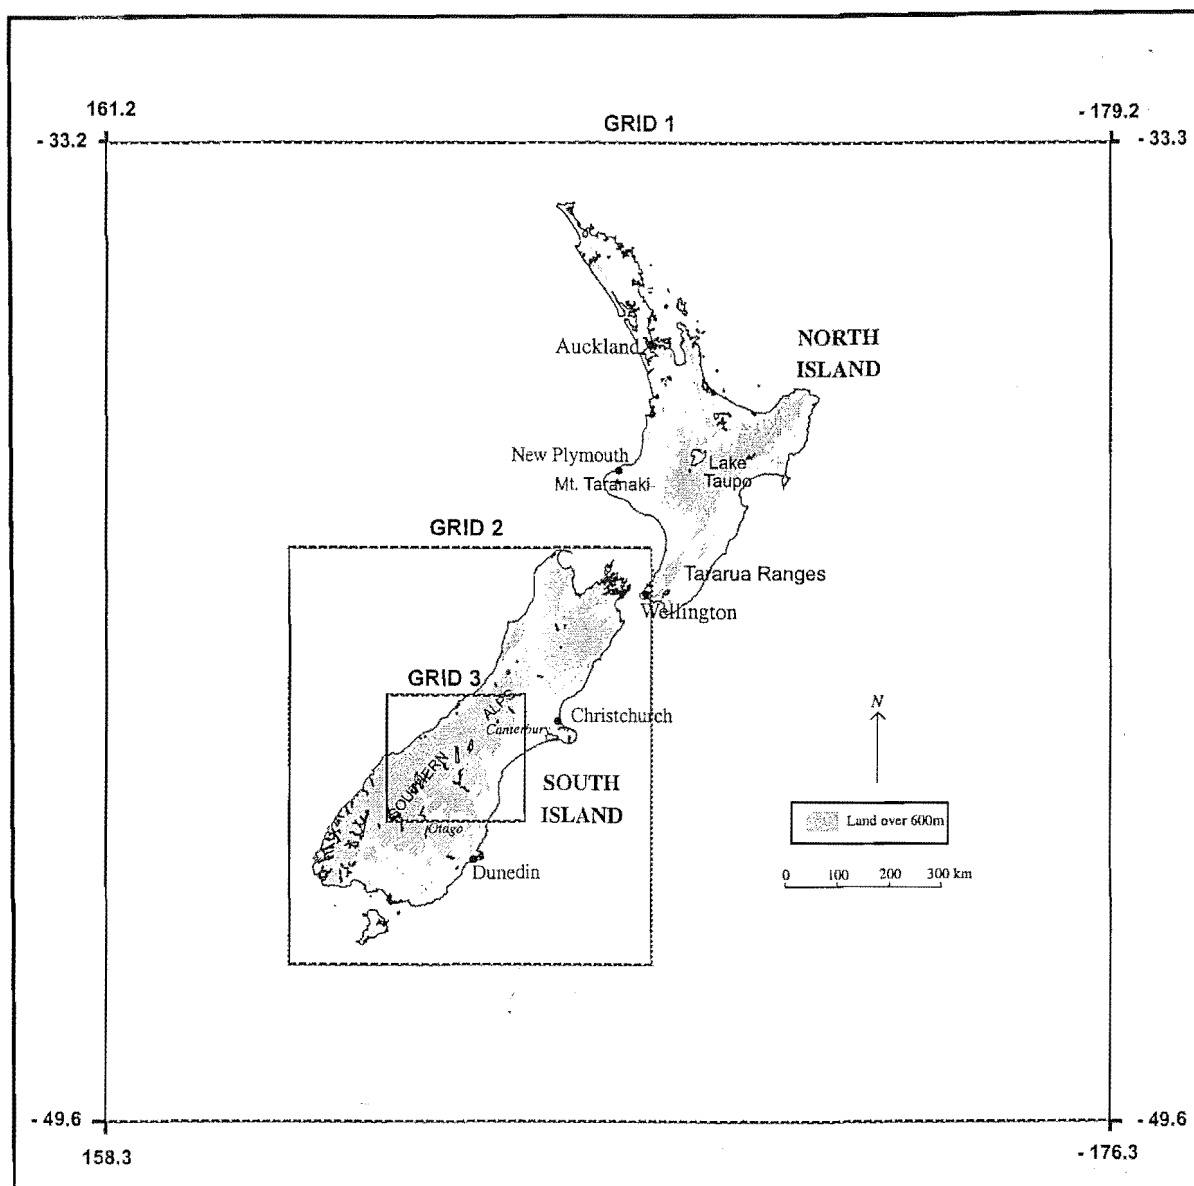 161.2
- 179.2
GRID 1
- 33.2
- 33.3
Auckland
NORTH
ISLAND
New Plymouth
Mt. Taranaki
Lake
Taupo
GRID 2
Tararua Ranges
Wellington
GRID 3
ALPS
Christchurch
Canterbury
N
SOUTHERN
SOUTH
ISLAND
Otago
Land over 600m
Dunedin
0 100 200 300 km
- 49.6
- 49.6
158.3
- 176.3